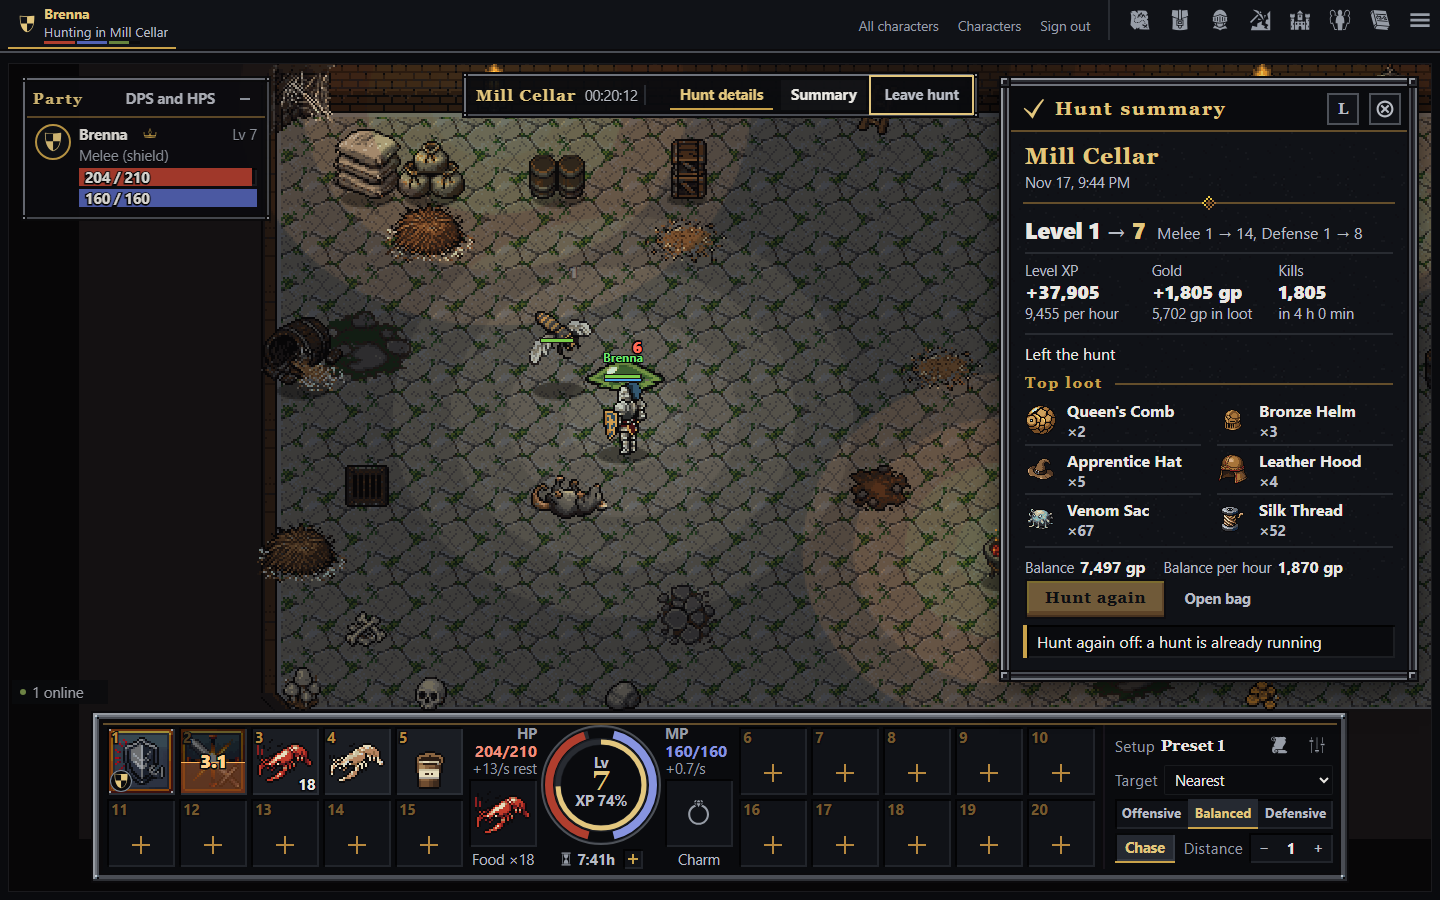 Brenna
Hunting in Mill Cellar
All characters
Characters
Sign out
Party
DPS and HPS
Brenna
Lv 7
Melee (shield)
204 / 210
160 / 160
Mill Cellar
00:20:12
Hunt details
Summary
Leave hunt
6
Brenna
1 online
Hunt summary
L
Mill Cellar
Nov 17, 9:44 PM
Level 1 → 7 Melee 1 → 14, Defense 1 → 8
Level XP
+37,905
9,455 per hour
Gold
+1,805 gp
5,702 gp in loot
Kills
1,805
in 4 h 0 min
Left the hunt
Top loot
Queen's Comb
×2
Bronze Helm
×3
Apprentice Hat
×5
Leather Hood
×4
Venom Sac
×67
Silk Thread
×52
Balance 7,497 gp Balance per hour 1,870 gp
Hunt again
Open bag
Hunt again off: a hunt is already running
1
2
3.1
3
18
4
5
11
12
13
14
15
HP
204/210
+13/s rest
Food ×18
Lv
7
XP 74%
7:41h
+
MP
160/160
+0.7/s
Charm
6
7
8
9
10
16
17
18
19
20
Setup Preset 1
Target Nearest
Offensive
Balanced
Defensive
Chase
Distance
−
1
+